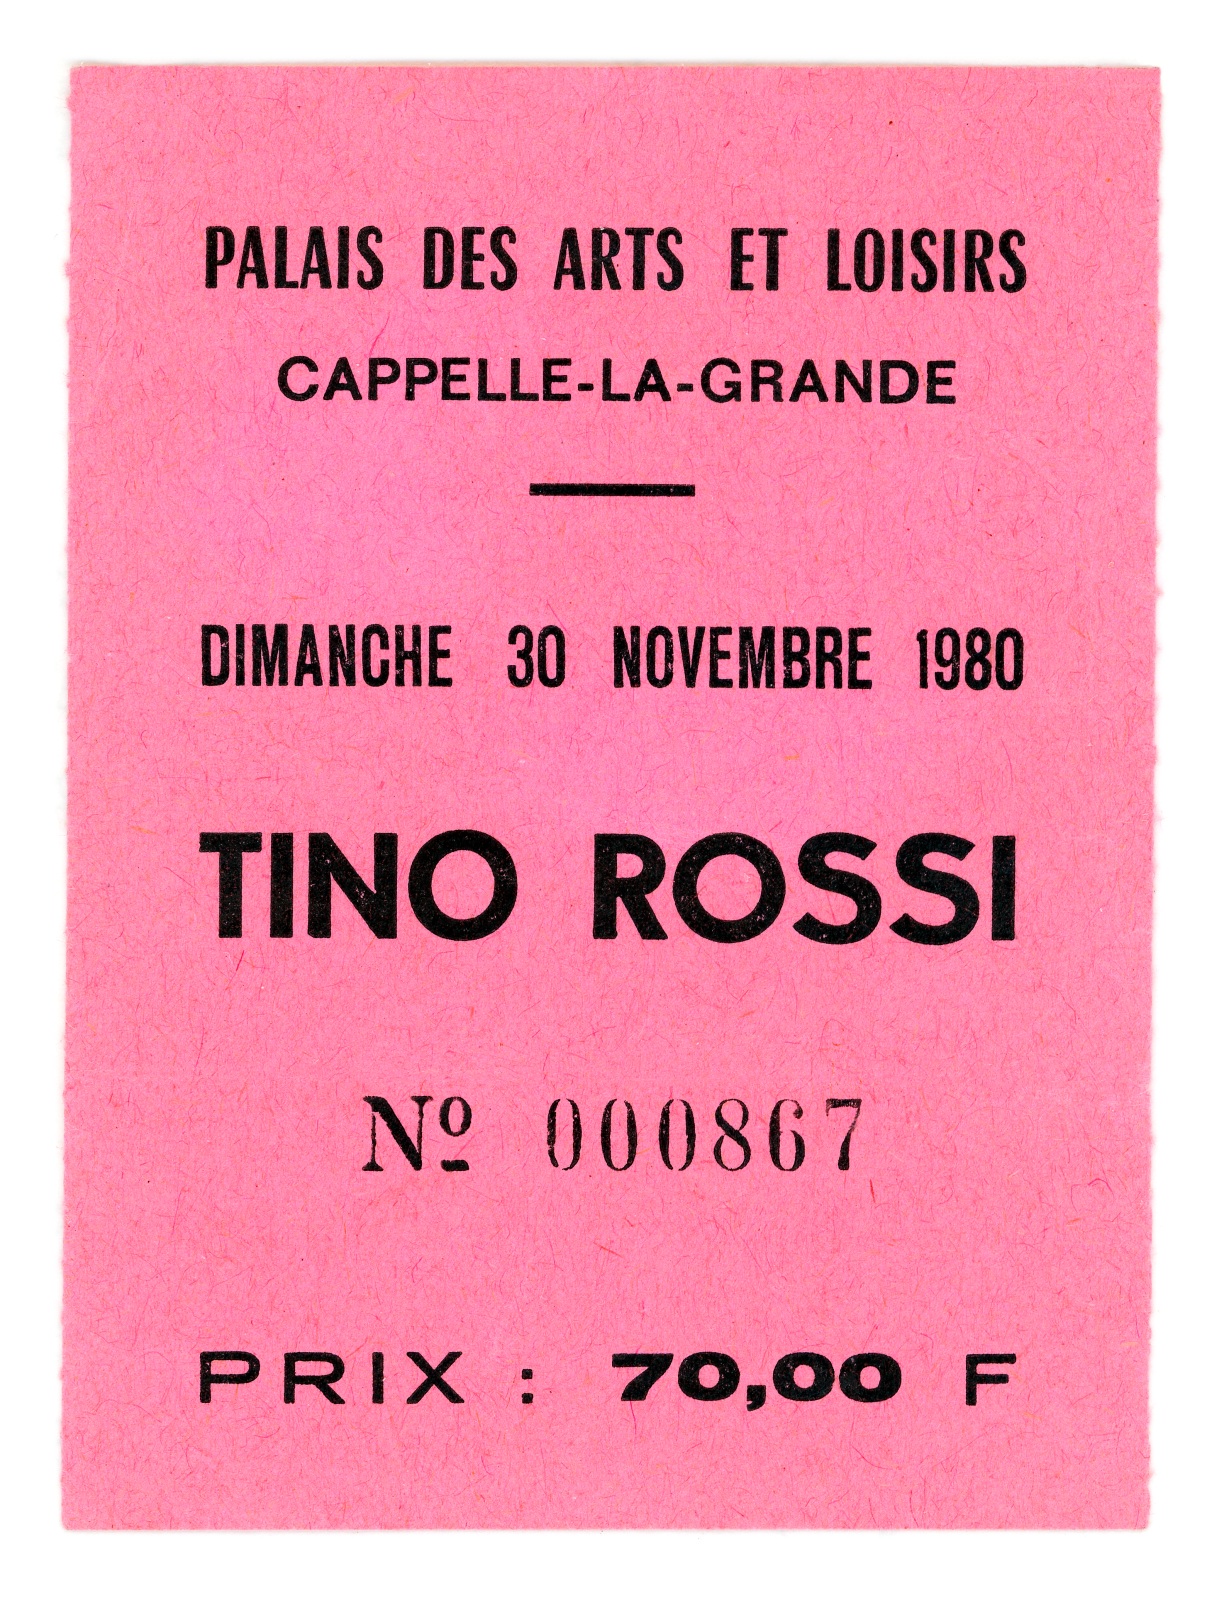 PALAIS DES ARTS ET LOISIRS
CAPPELLE-LA-GRANDE
DIMANCHE 30 NOVEMBRE 1980
TINO ROSSI
Nº 000867
PRIX : 70,00 F